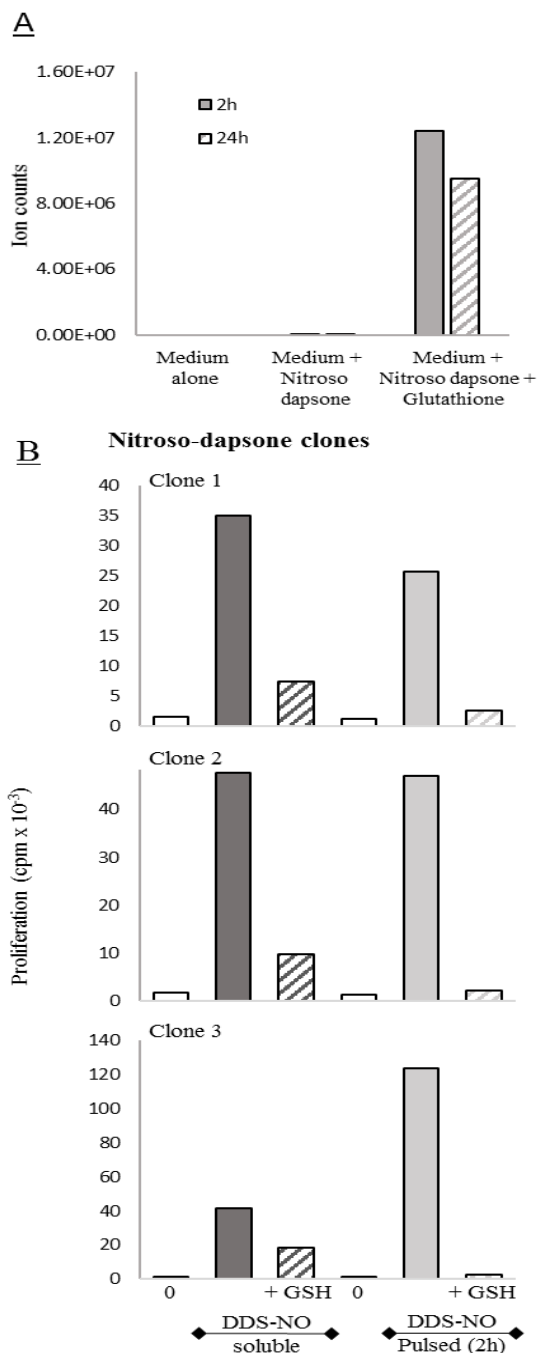 A
1.60E+07
1.20E+07
8.00E+06
4.00E+06
0.00E+00
Ion counts
2h
24h
Medium alone
Medium + Nitroso dapsone
Medium + Nitroso dapsone + Glutathione
B
Nitroso-dapsone clones
Clone 1
40
35
30
25
20
15
10
5
0
Clone 2
40
30
20
10
0
Proliferation (cpm x 10⁻³)
Clone 3
140
120
100
80
60
40
20
0
0
+ GSH
0
+ GSH
DDS-NO
soluble
DDS-NO
Pulsed (2h)